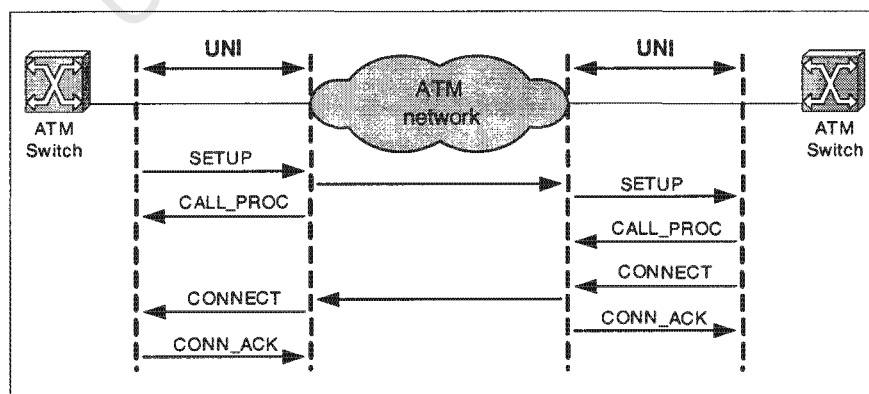 UNI
UNI
ATM
network
ATM
Switch
ATM
Switch
SETUP
SETUP
CALL_PROC
CALL_PROC
CONNECT
CONNECT
CONN_ACK
CONN_ACK